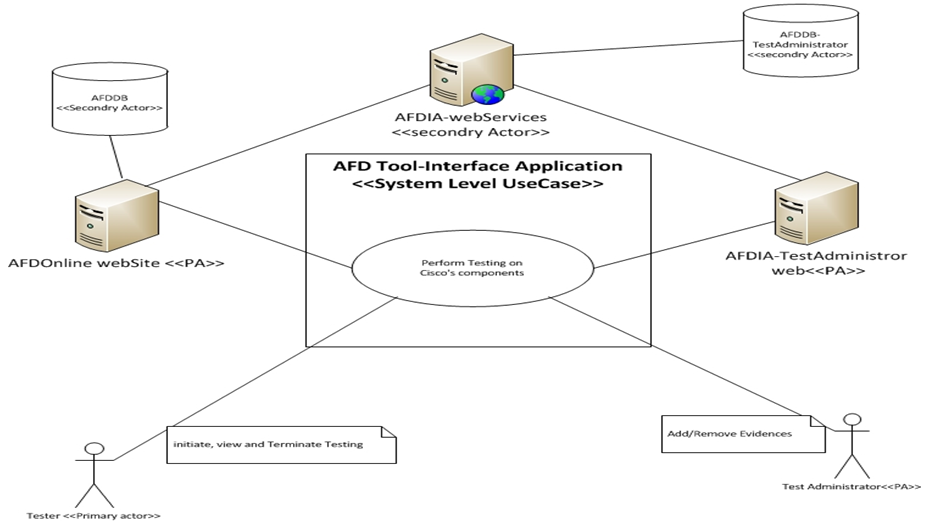 AFDDB-
TestAdministrator
<<secondry Actor>>
AFDDB
<<Secondry Actor>>
AFDIA-webServices
<<secondry Actor>>
AFD Tool-Interface Application
<<System Level UseCase>>
AFDOnline webSite <<PA>>
AFDIA-TestAdministror
web<<PA>>
Perform Testing on
Cisco's components
initiate, view and Terminate Testing
Add/Remove Evidences
Tester <<Primary actor>>
Test Administrator<<PA>>